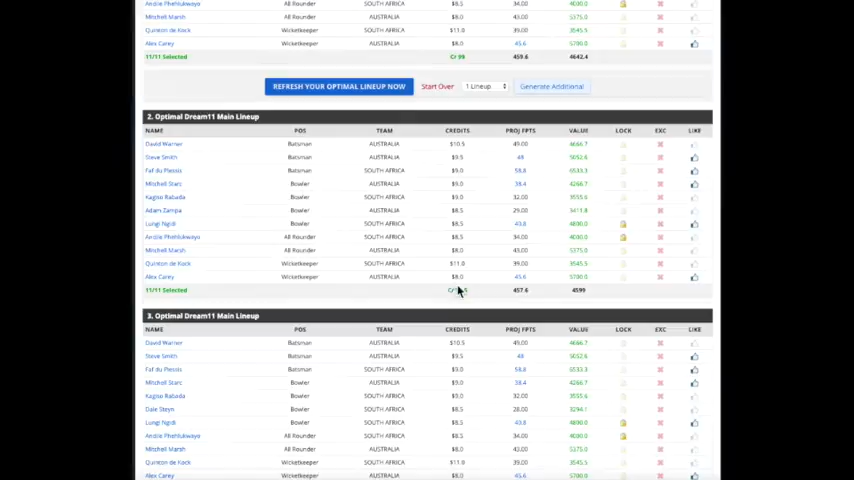 Andile Phehlukwayo All Rounder SOUTH AFRICA $8.5 34.00 4000.0
Mitchell Marsh All Rounder AUSTRALIA $8.0 43.00 5375.0
Quinton de Kock Wicketkeeper SOUTH AFRICA $11.0 39.00 3545.5
Alex Carey Wicketkeeper AUSTRALIA $8.0 45.6 5700.0
11/11 Selected Cr 99 459.6 4642.4
REFRESH YOUR OPTIMAL LINEUP NOW Start Over 1 Lineup Generate Additional
2. Optimal Dream11 Main Lineup
NAME POS TEAM CREDITS PROJ FPTS VALUE LOCK EXC LIKE
David Warner Batsman AUSTRALIA $10.5 49.00 4666.7
Steve Smith Batsman AUSTRALIA $9.5 48 5052.6
Faf du Plessis Batsman SOUTH AFRICA $9.0 58.8 6533.3
Mitchell Starc Bowler AUSTRALIA $9.0 38.4 4266.7
Kagiso Rabada Bowler SOUTH AFRICA $9.0 32.00 3555.6
Adam Zampa Bowler AUSTRALIA $8.5 29.00 3411.8
Lungi Ngidi Bowler SOUTH AFRICA $8.5 40.8 4800.0
Andile Phehlukwayo All Rounder SOUTH AFRICA $8.5 34.00 4000.0
Mitchell Marsh All Rounder AUSTRALIA $8.0 43.00 5375.0
Quinton de Kock Wicketkeeper SOUTH AFRICA $11.0 39.00 3545.5
Alex Carey Wicketkeeper AUSTRALIA $8.0 45.6 5700.0
11/11 Selected 457.6 4599
3. Optimal Dream11 Main Lineup
NAME POS TEAM CREDITS PROJ FPTS VALUE LOCK EXC LIKE
David Warner Batsman AUSTRALIA $10.5 49.00 4666.7
Steve Smith Batsman AUSTRALIA $9.5 48 5052.6
Faf du Plessis Batsman SOUTH AFRICA $9.0 58.8 6533.3
Mitchell Starc Bowler AUSTRALIA $9.0 38.4 4266.7
Kagiso Rabada Bowler SOUTH AFRICA $9.0 32.00 3555.6
Dale Steyn Bowler SOUTH AFRICA $8.5 28.00 3294.1
Lungi Ngidi Bowler SOUTH AFRICA $8.5 40.8 4800.0
Andile Phehlukwayo All Rounder SOUTH AFRICA $8.5 34.00 4000.0
Mitchell Marsh All Rounder AUSTRALIA $8.0 43.00 5375.0
Quinton de Kock Wicketkeeper SOUTH AFRICA $11.0 39.00 3545.5
Alex Carey Wicketkeeper AUSTRALIA $8.0 45.6 5700.0